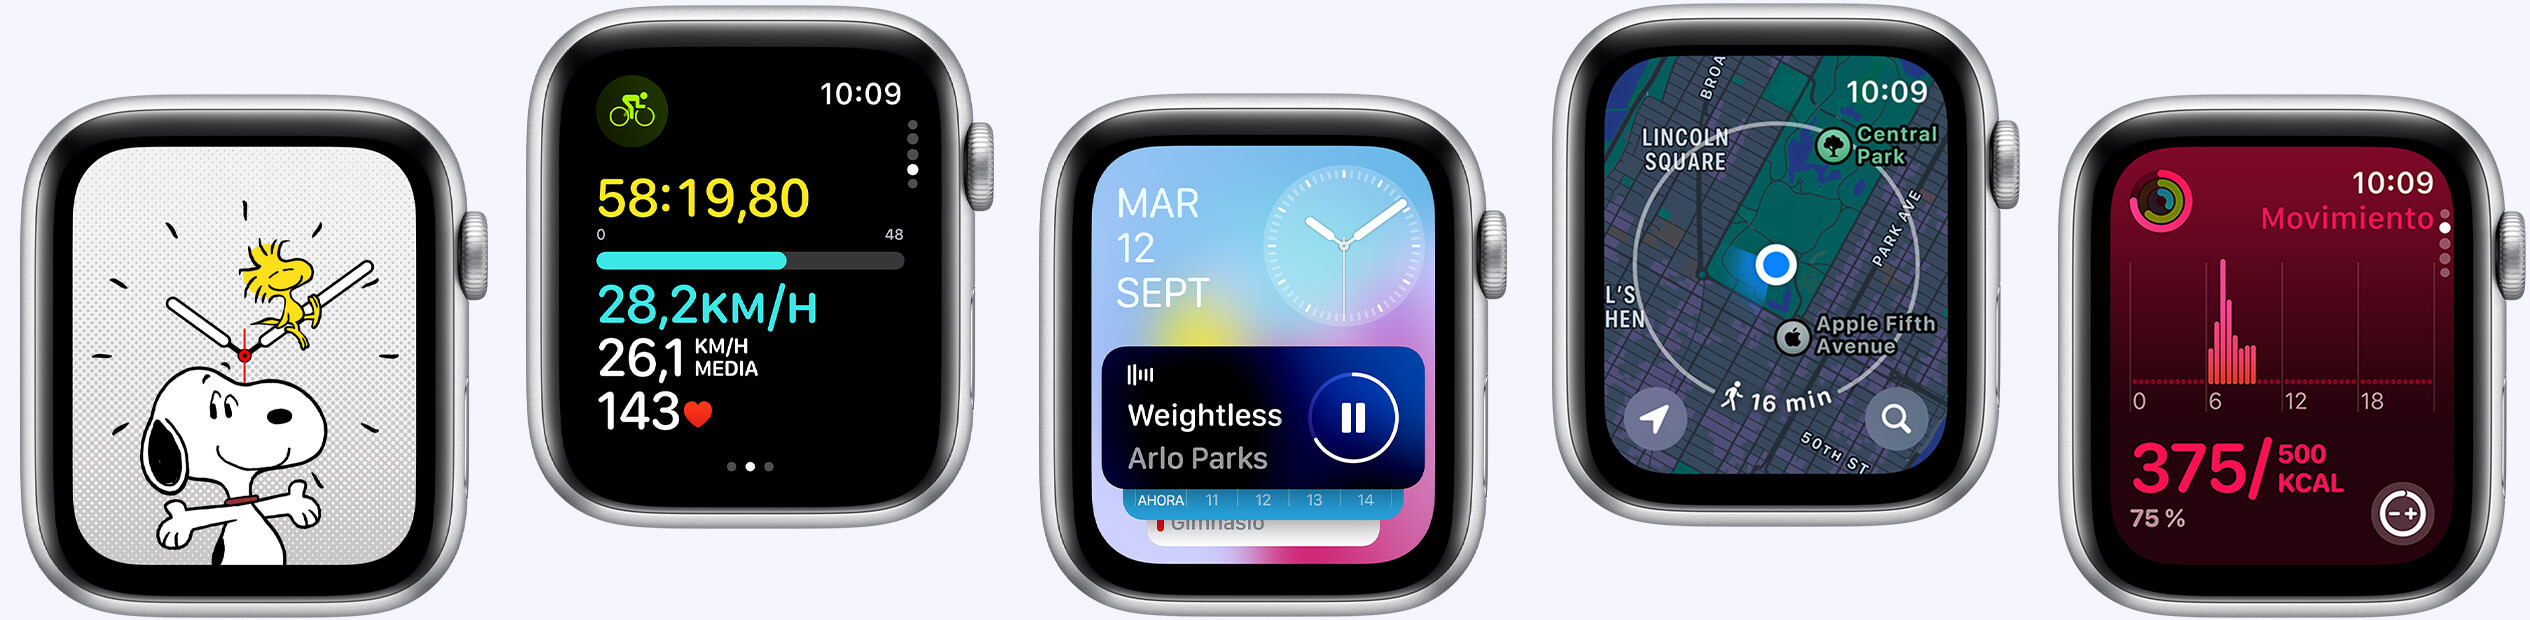 10:09
58:19,80
0 48
28,2KM/H
26,1 KM/H
MEDIA
143
MAR
12
SEPT
Weightless
Arlo Parks
AHORA 11 12 13 14
Gimnasio
10:09
BROA
LINCOLN
SQUARE
Central
Park
PARK AVE
L'S
HEN
Apple Fifth
Avenue
16 min
50TH ST
10:09
Movimiento
0 6 12 18
375/500
KCAL
75 %